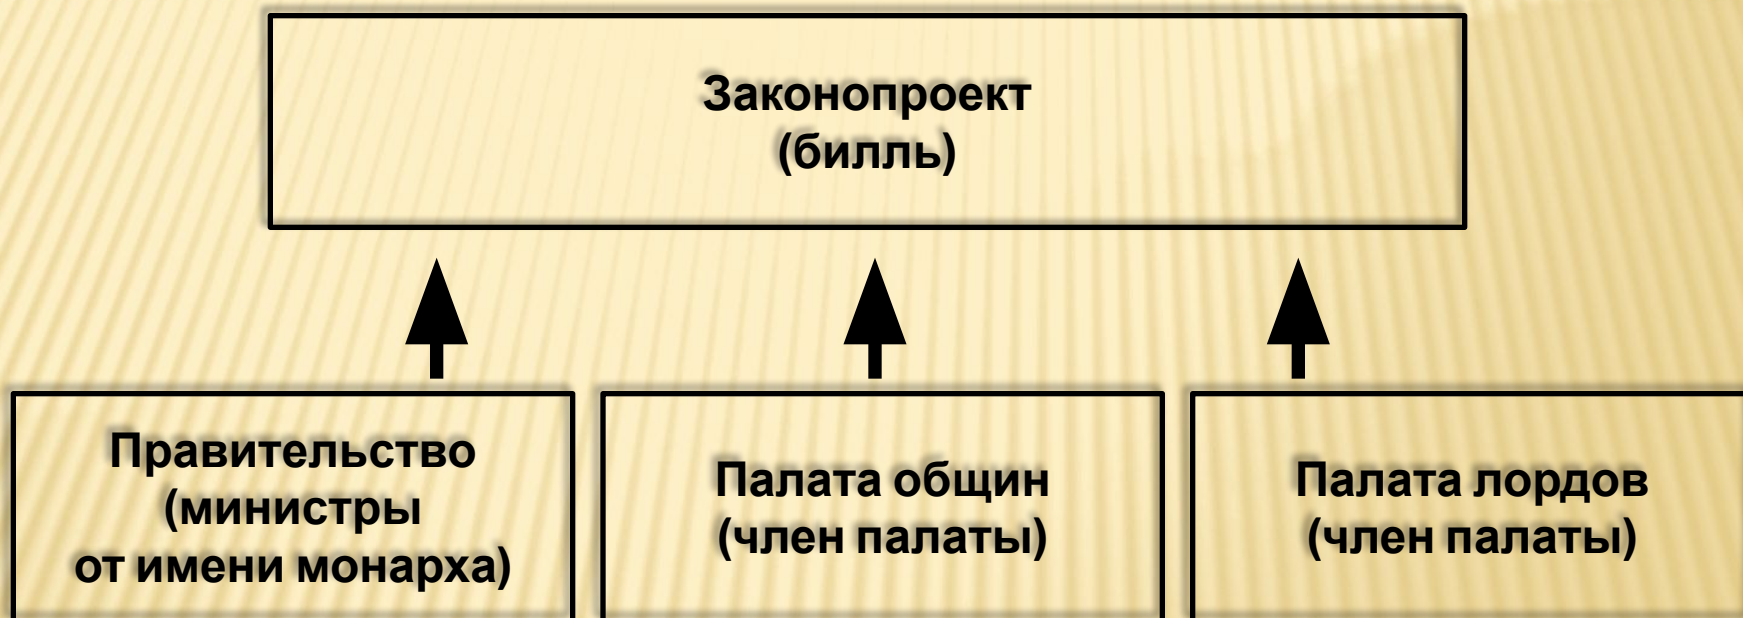 Законопроект
(билль)
Правительство
(министры
от имени монарха)
Палата общин
(член палаты)
Палата лордов
(член палаты)